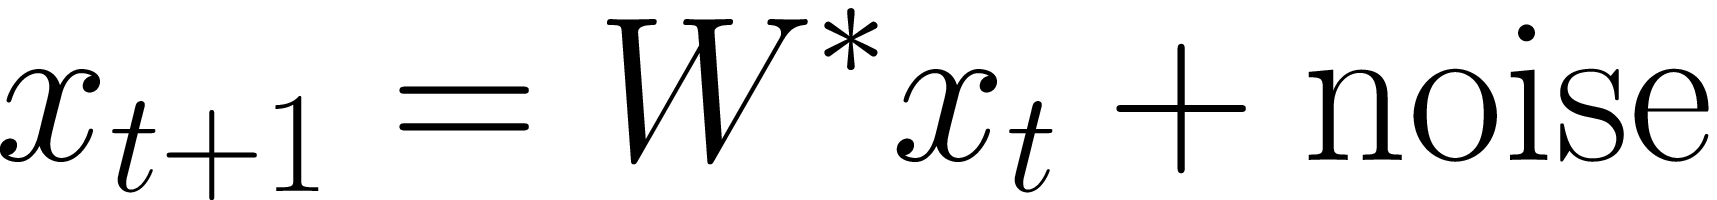 x_{t+1} = W^* x_t + noise